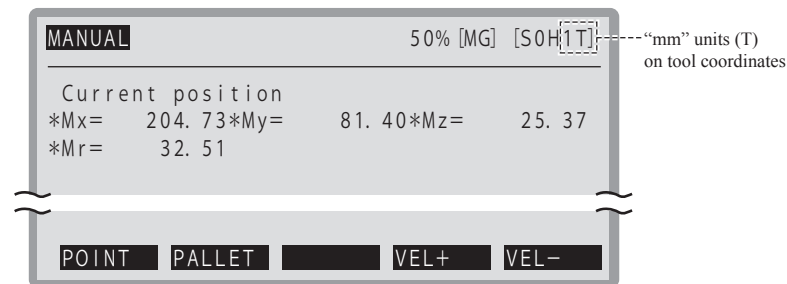 MANUAL 50% [MG] [S0H1T]
“mm” units (T)
on tool coordinates
Current position
*Mx= 204.73*My= 81.40*Mz= 25.37
*Mr= 32.51
POINT PALLET VEL+ VEL−